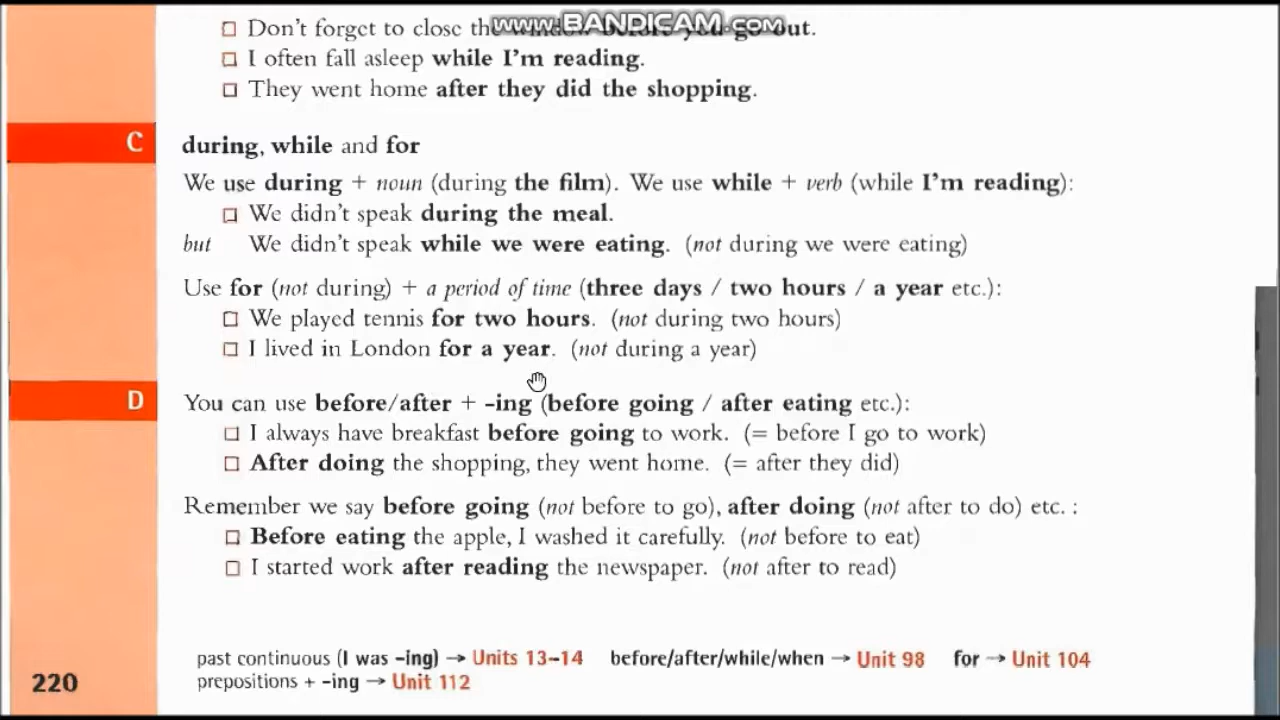 www.BANDICAM.com
□ Don't forget to close the window before you go out.
□ I often fall asleep while I'm reading.
□ They went home after they did the shopping.
C
during, while and for
We use during + noun (during the film). We use while + verb (while I'm reading):
□ We didn't speak during the meal.
but We didn't speak while we were eating. (not during we were eating)
Use for (not during) + a period of time (three days / two hours / a year etc.):
□ We played tennis for two hours. (not during two hours)
□ I lived in London for a year. (not during a year)
D
You can use before/after + -ing (before going / after eating etc.):
□ I always have breakfast before going to work. (= before I go to work)
□ After doing the shopping, they went home. (= after they did)
Remember we say before going (not before to go), after doing (not after to do) etc. :
□ Before eating the apple, I washed it carefully. (not before to eat)
□ I started work after reading the newspaper. (not after to read)
past continuous (I was -ing) → Units 13–14 before/after/while/when → Unit 98 for → Unit 104
prepositions + -ing → Unit 112
220